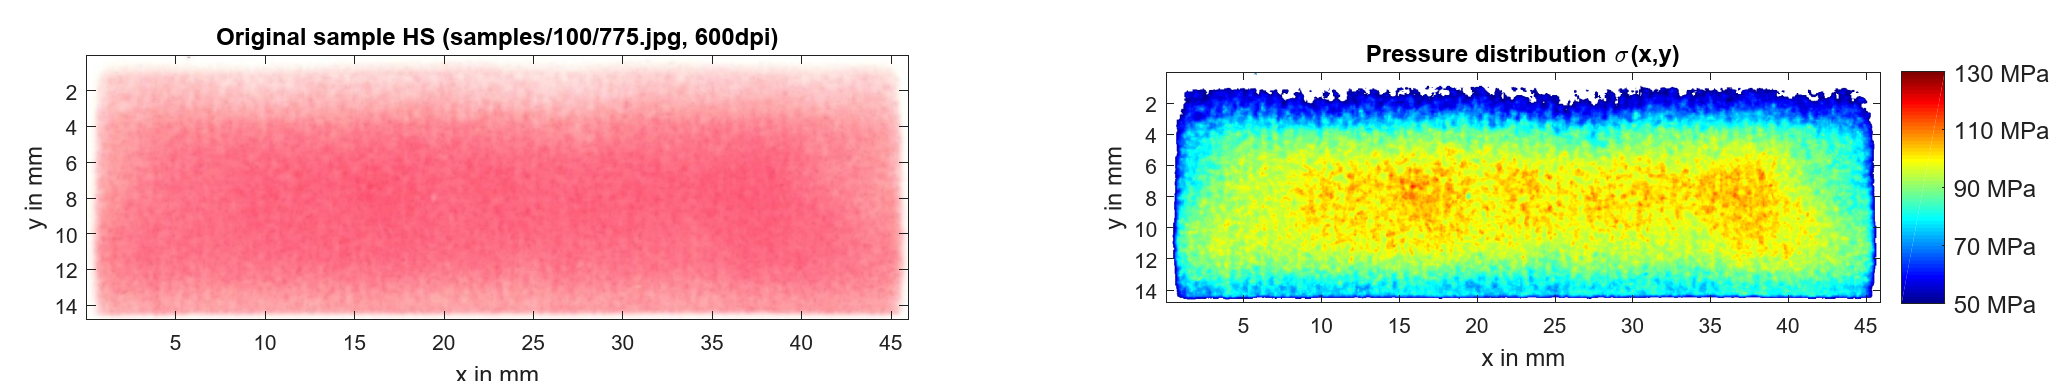 Original sample HS (samples/100/775.jpg, 600dpi)
2
4
6
8
10
12
14
y in mm
5
10
15
20
25
30
35
40
45
x in mm
Pressure distribution σ(x,y)
2
4
6
8
10
12
14
y in mm
5
10
15
20
25
30
35
40
45
x in mm
130 MPa
110 MPa
90 MPa
70 MPa
50 MPa